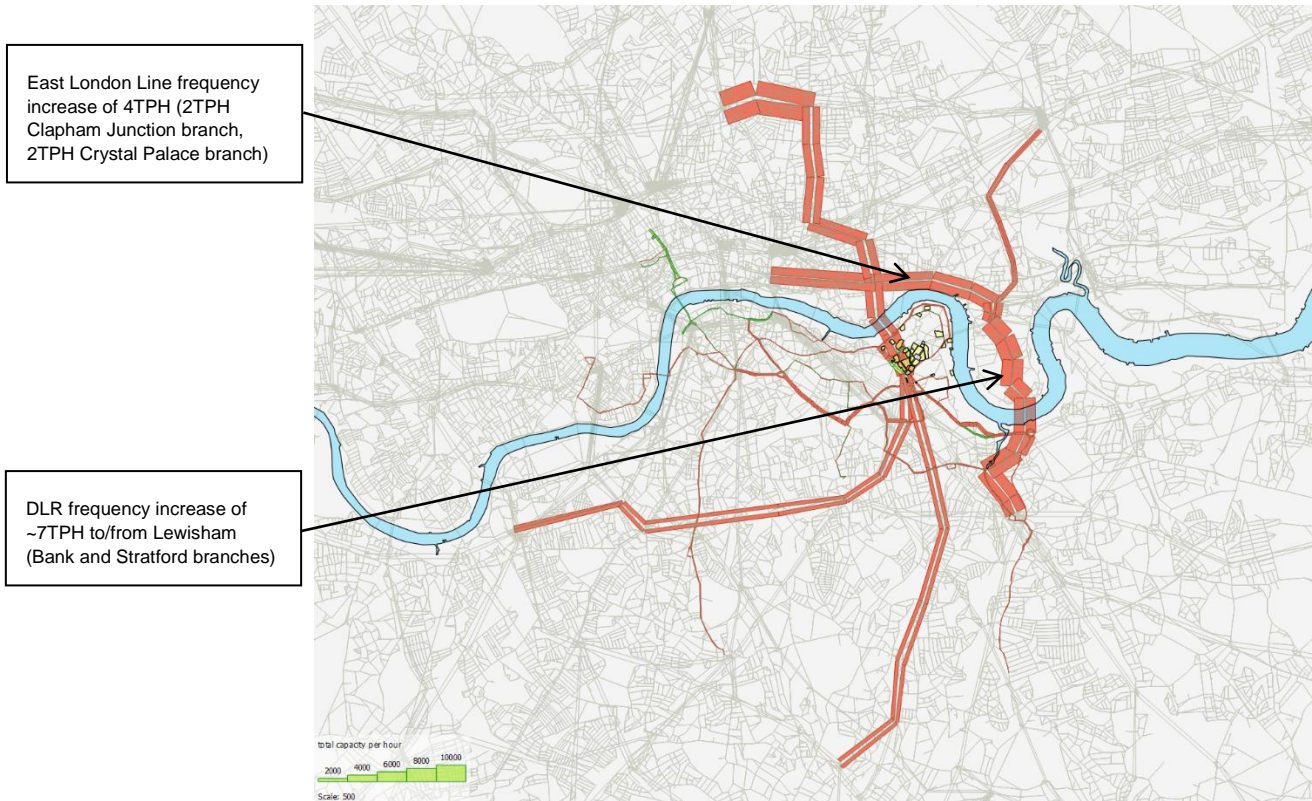 East London Line frequency
increase of 4TPH (2TPH
Clapham Junction branch,
2TPH Crystal Palace branch)
DLR frequency increase of
~7TPH to/from Lewisham
(Bank and Stratford branches)
total capacity per hour
2000 4000 6000 8000 10000
Scale: 500